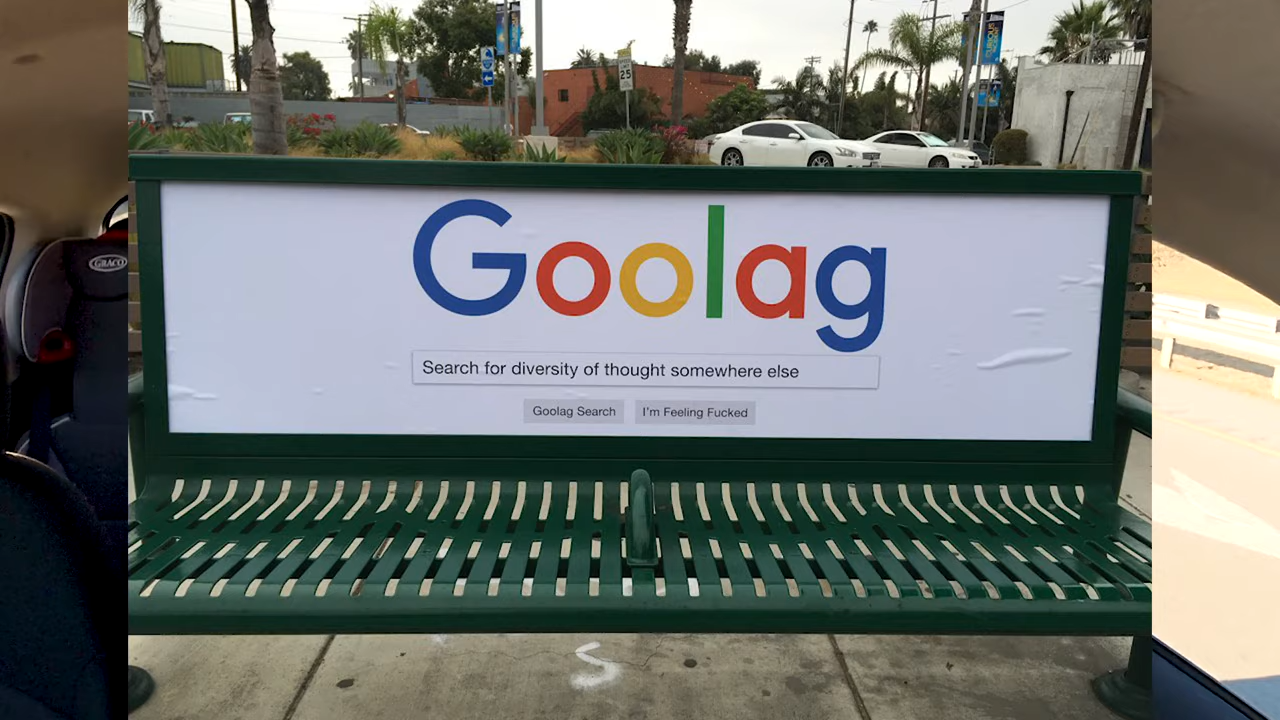 GRACO
25
Goolag
Search for diversity of thought somewhere else
Goolag Search
I'm Feeling Fucked
S